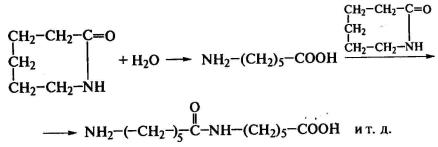 CH₂–CH₂–C=O
CH₂
CH₂–CH₂–NH
+ H₂O → NH₂–(CH₂)₅–COOH
CH₂–CH₂–C=O
CH₂
CH₂–CH₂–NH
→ NH₂–(–CH₂–)₅–C–NH–(CH₂)₅–COOH и т. д.
O